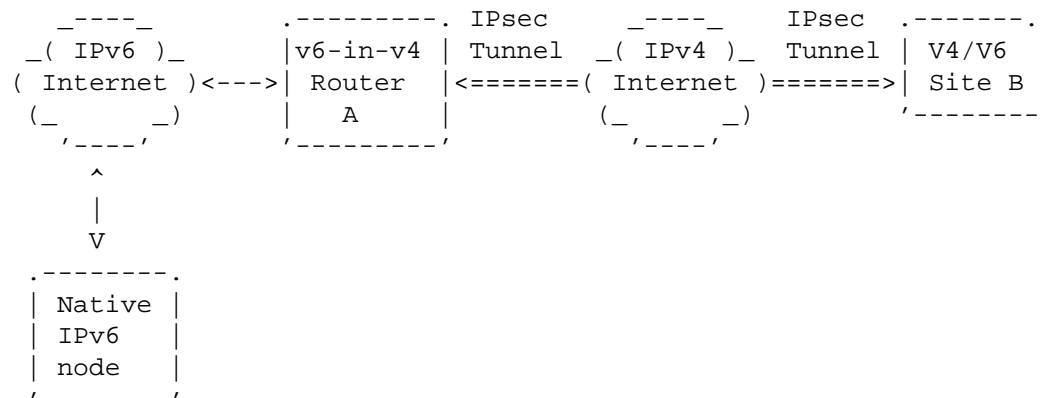 IPsec IPsec
IPv6 v6-in-v4 Tunnel IPv4 Tunnel V4/V6
Internet Router Internet Site B
A
V
Native
IPv6
node